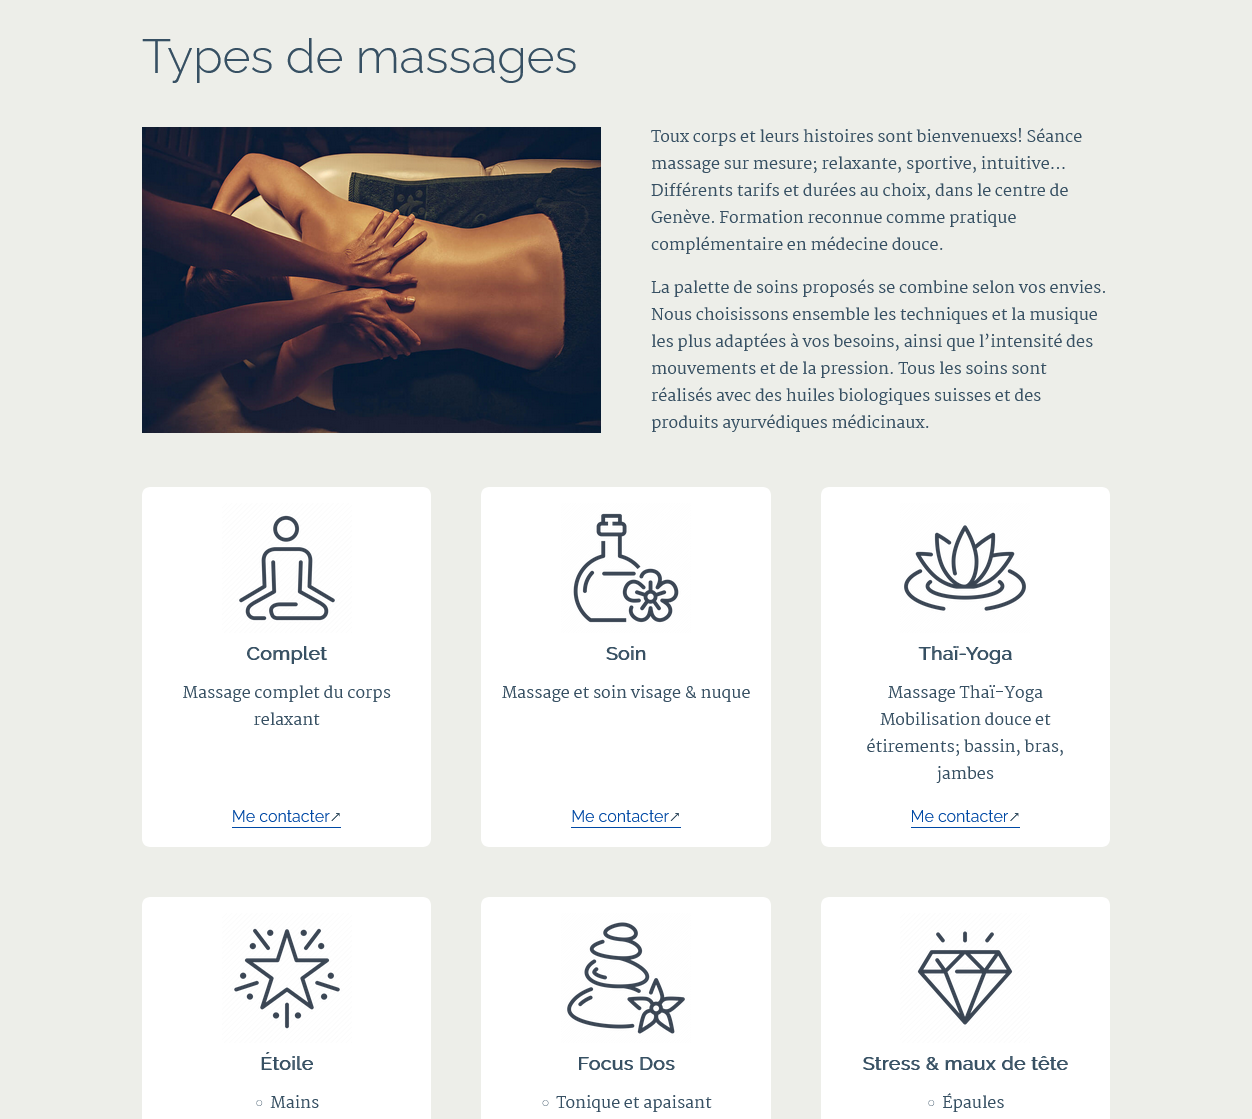 Types de massages
Toux corps et leurs histoires sont bienvenuexs! Séance
massage sur mesure; relaxante, sportive, intuitive…
Différents tarifs et durées au choix, dans le centre de
Genève. Formation reconnue comme pratique
complémentaire en médecine douce.
La palette de soins proposés se combine selon vos envies.
Nous choisissons ensemble les techniques et la musique
les plus adaptées à vos besoins, ainsi que l’intensité des
mouvements et de la pression. Tous les soins sont
réalisés avec des huiles biologiques suisses et des
produits ayurvédiques médicinaux.
Complet
Massage complet du corps
relaxant
Me contacter↗
Soin
Massage et soin visage & nuque
Me contacter↗
Thaï-Yoga
Massage Thaï-Yoga
Mobilisation douce et
étirements; bassin, bras,
jambes
Me contacter↗
Étoile
◦ Mains
Focus Dos
◦ Tonique et apaisant
Stress & maux de tête
◦ Épaules